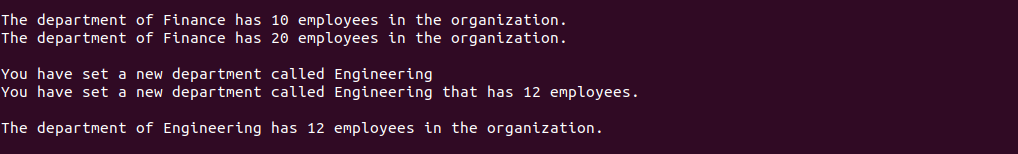 The department of Finance has 10 employees in the organization.
The department of Finance has 20 employees in the organization.
You have set a new department called Engineering
You have set a new department called Engineering that has 12 employees.
The department of Engineering has 12 employees in the organization.